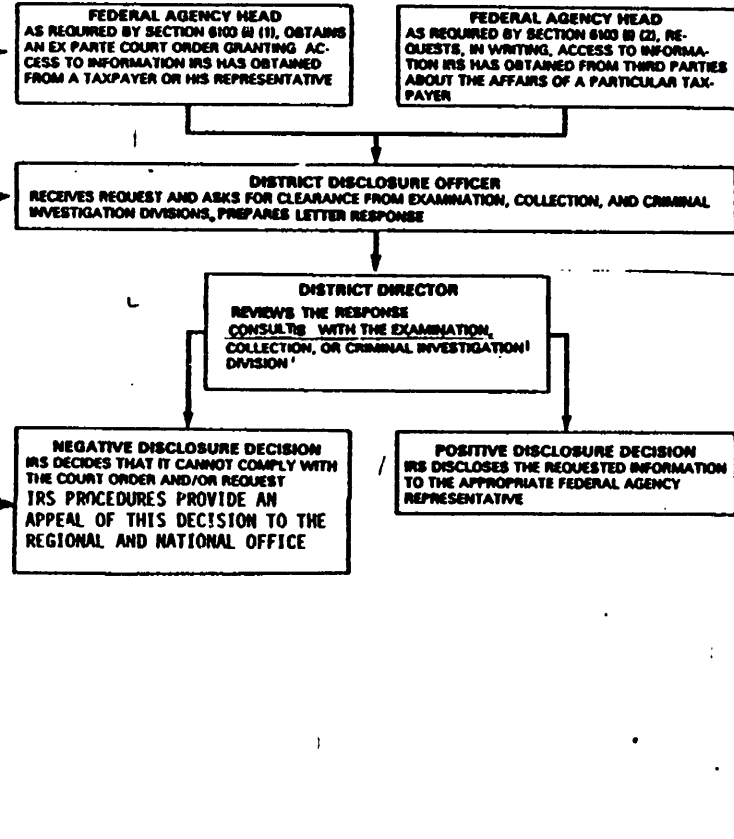 FEDERAL AGENCY HEAD
AS REQUIRED BY SECTION 6103 (i) (1), OBTAINS
AN EX PARTE COURT ORDER GRANTING AC-
CESS TO INFORMATION IRS HAS OBTAINED
FROM A TAXPAYER OR HIS REPRESENTATIVE
FEDERAL AGENCY HEAD
AS REQUIRED BY SECTION 6103 (i) (2), RE-
QUESTS, IN WRITING, ACCESS TO INFORMA-
TION IRS HAS OBTAINED FROM THIRD PARTIES
ABOUT THE AFFAIRS OF A PARTICULAR TAX-
PAYER
DISTRICT DISCLOSURE OFFICER
RECEIVES REQUEST AND ASKS FOR CLEARANCE FROM EXAMINATION, COLLECTION, AND CRIMINAL
INVESTIGATION DIVISIONS, PREPARES LETTER RESPONSE
DISTRICT DIRECTOR
REVIEWS THE RESPONSE
CONSULTS WITH THE EXAMINATION,
COLLECTION, OR CRIMINAL INVESTIGATION
DIVISION
NEGATIVE DISCLOSURE DECISION
IRS DECIDES THAT IT CANNOT COMPLY WITH
THE COURT ORDER AND/OR REQUEST
IRS PROCEDURES PROVIDE AN
APPEAL OF THIS DECISION TO THE
REGIONAL AND NATIONAL OFFICE
POSITIVE DISCLOSURE DECISION
IRS DISCLOSES THE REQUESTED INFORMATION
TO THE APPROPRIATE FEDERAL AGENCY
REPRESENTATIVE